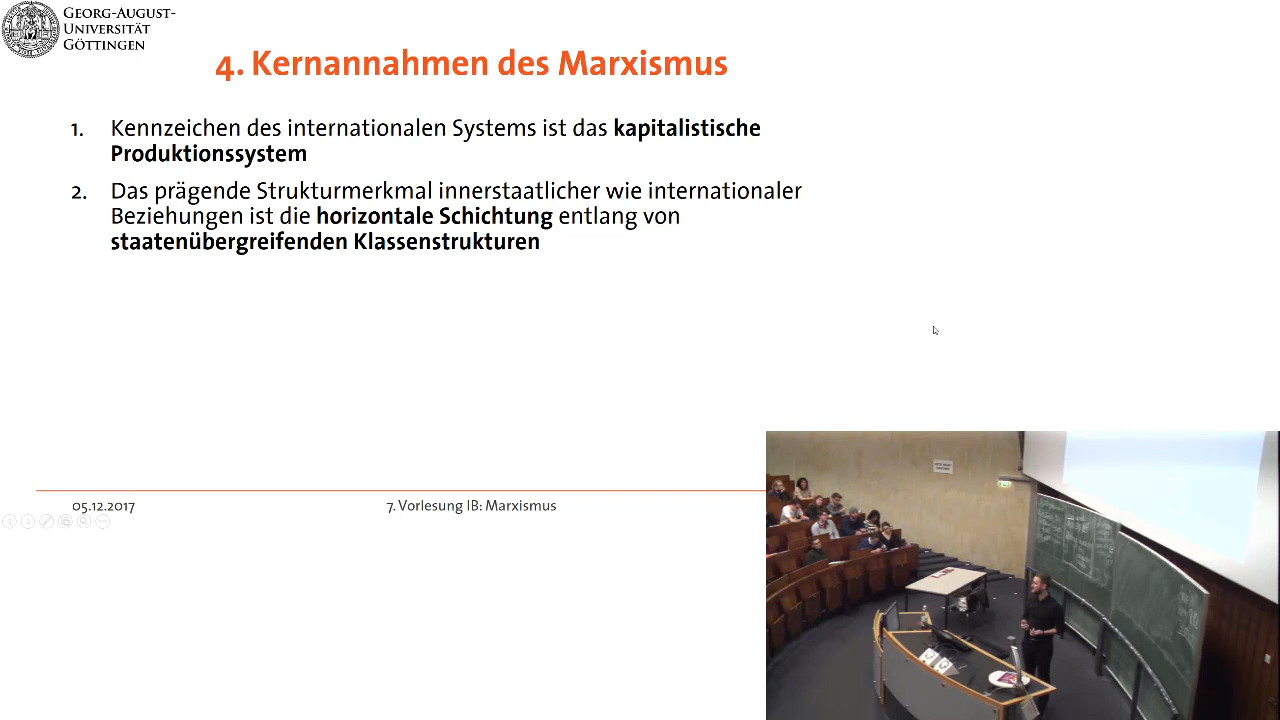 GEORG-AUGUST-
UNIVERSITÄT
GÖTTINGEN
4. Kernannahmen des Marxismus
1. Kennzeichen des internationalen Systems ist das kapitalistische
Produktionssystem
2. Das prägende Strukturmerkmal innerstaatlicher wie internationaler
Beziehungen ist die horizontale Schichtung entlang von
staatenübergreifenden Klassenstrukturen
05.12.2017
7. Vorlesung IB: Marxismus